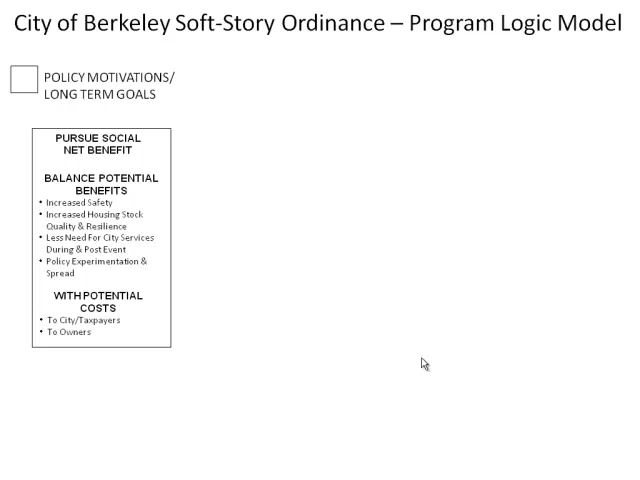 City of Berkeley Soft-Story Ordinance – Program Logic Model
POLICY MOTIVATIONS/
LONG TERM GOALS
PURSUE SOCIAL
NET BENEFIT
BALANCE POTENTIAL
BENEFITS
• Increased Safety
• Increased Housing Stock
Quality & Resilience
• Less Need For City Services
During & Post Event
• Policy Experimentation &
Spread
WITH POTENTIAL
COSTS
• To City/Taxpayers
• To Owners